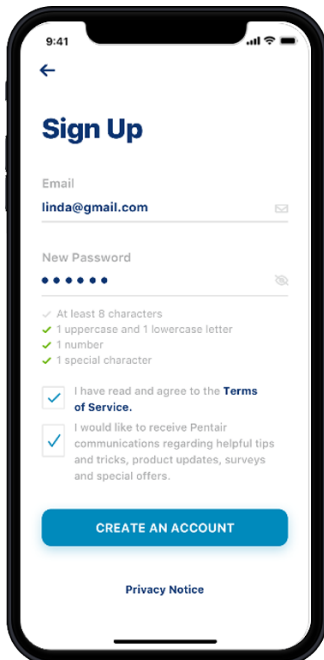 9:41
Sign Up
Email
linda@gmail.com
New Password
At least 8 characters
1 uppercase and 1 lowercase letter
1 number
1 special character
I have read and agree to the Terms
of Service.
I would like to receive Pentair
communications regarding helpful tips
and tricks, product updates, surveys
and special offers.
CREATE AN ACCOUNT
Privacy Notice